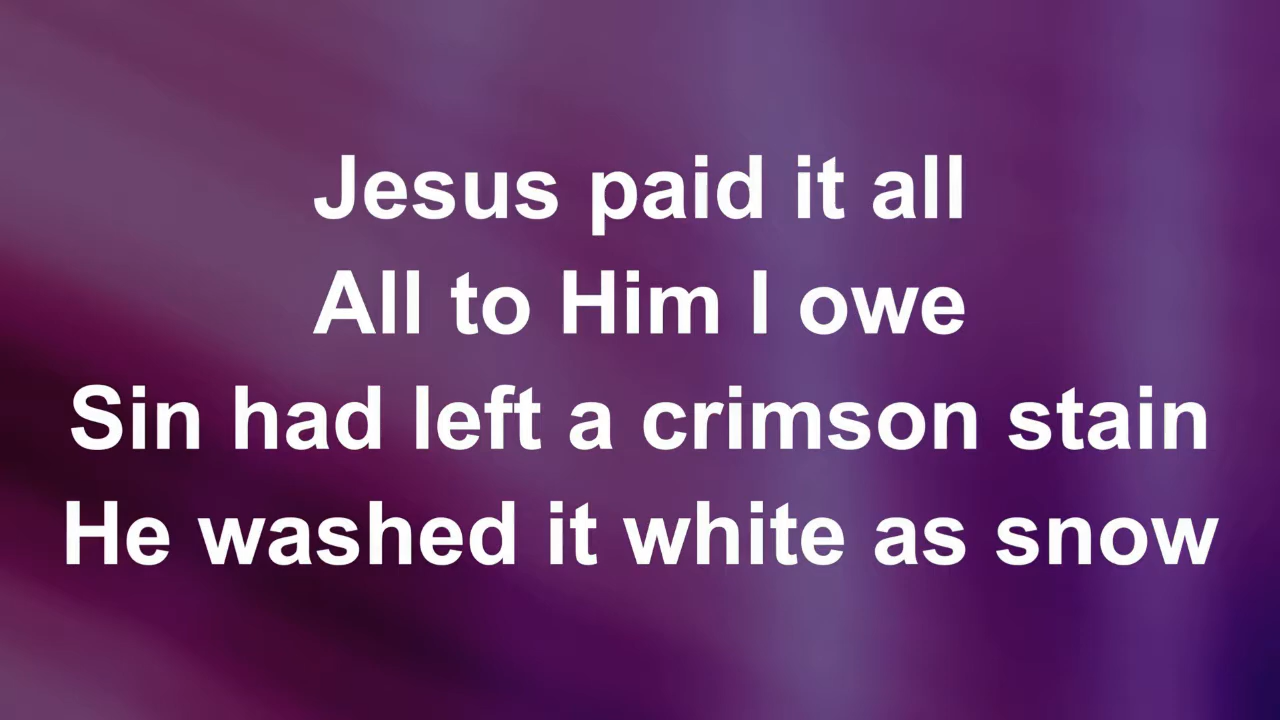 Jesus paid it all
All to Him I owe
Sin had left a crimson stain
He washed it white as snow